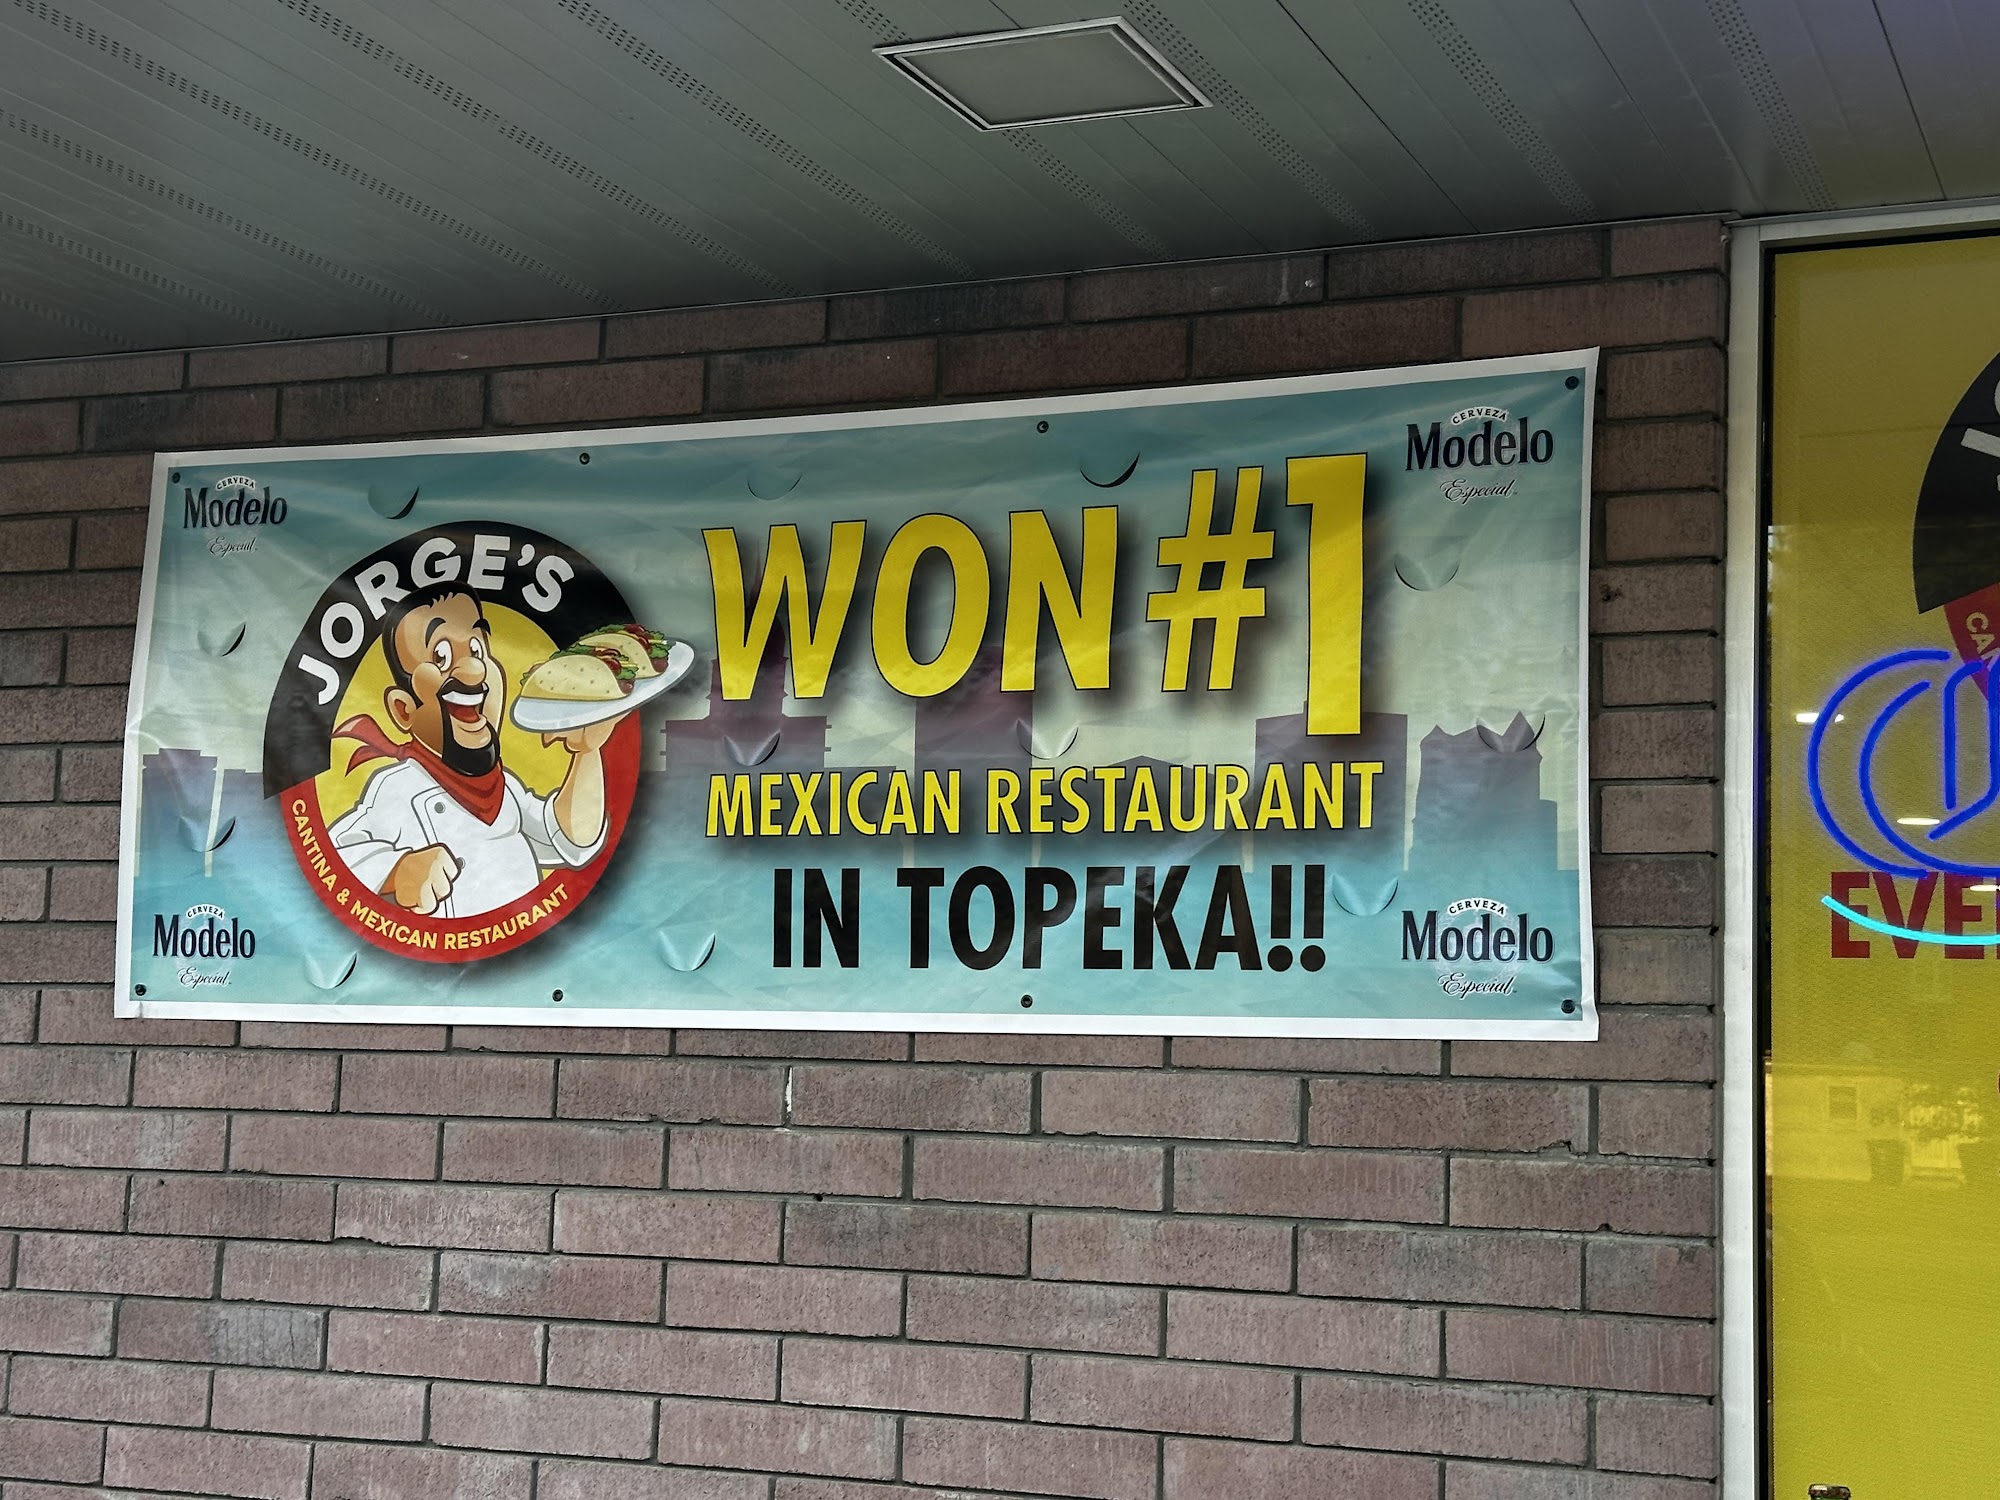 CERVEZA
Modelo
Especial
JORGE'S
CANTINA & MEXICAN RESTAURANT
CERVEZA
Modelo
Especial
WON #1
MEXICAN RESTAURANT
IN TOPEKA!!
CERVEZA
Modelo
Especial
CERVEZA
Modelo
Especial